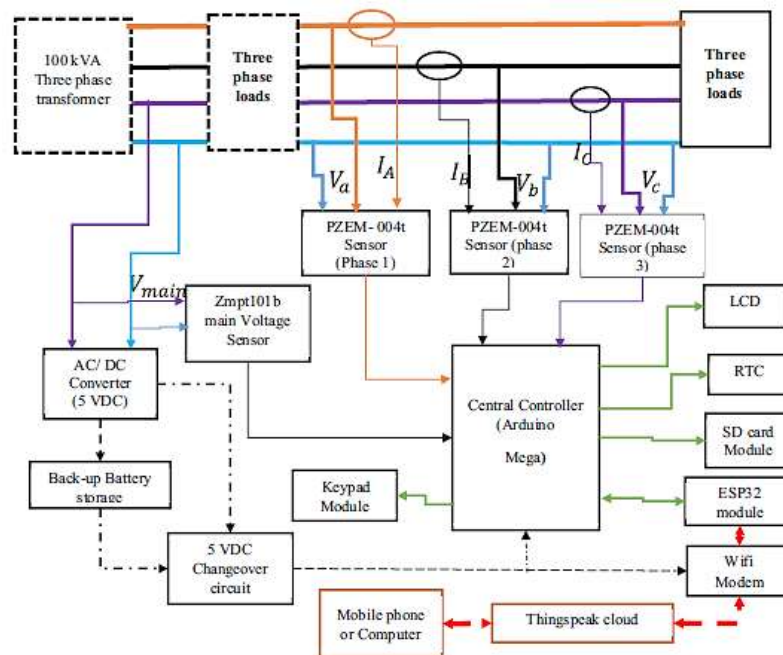 100 kVA
Three phase
transformer
Three
phase
loads
Three
phase
loads
V_a
I_A
I_B
V_b
I_C
V_c
PZEM- 004t
Sensor
(Phase 1)
PZEM-004t
Sensor (phase
2)
PZEM-004t
Sensor (phase
3)
V_main
Zmpt101b
main Voltage
Sensor
LCD
AC/ DC
Converter
(5 VDC)
RTC
Central Controller
(Arduino
Mega)
SD card
Module
Back-up Battery
storage
Keypad
Module
ESP32
module
5 VDC
Changeover
circuit
Wifi
Modem
Mobile phone
or Computer
Thingspeak cloud